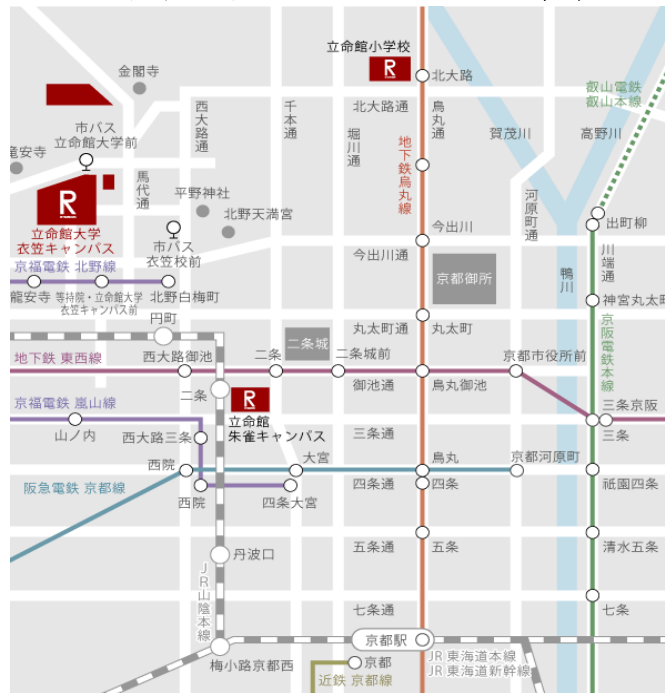 立命館小学校
R
北大路
金閣寺
叡山電鉄
叡山本線
西大路通
千本通
北大路通
堀川通
烏丸通
賀茂川
高野川
市バス
立命館大学前
地下鉄烏丸線
竜安寺
馬代通
平野神社
河原町通
R
北野天満宮
出町柳
今出川
立命館大学
衣笠キャンパス
市バス
衣笠校前
今出川通
川端通
京福電鉄 北野線
京都御所
鴨川
龍安寺
等持院・立命館大学
衣笠キャンパス前
北野白梅町
神宮丸太町
円町
丸太町通
丸太町
京阪電鉄本線
二条城
地下鉄 東西線
西大路御池
二条
二条城前
京都市役所前
御池通
烏丸御池
二条
R
京福電鉄 嵐山線
立命館
朱雀キャンパス
三条京阪
山ノ内
西大路三条
三条通
三条
西院
大宮
烏丸
京都河原町
阪急電鉄 京都線
西院
四条大宮
四条通
四条
祇園四条
五条通
五条
清水五条
丹波口
JR山陰本線
七条通
七条
京都駅
梅小路京都西
京都
JR 東海道本線
JR 東海道新幹線
近鉄 京都線